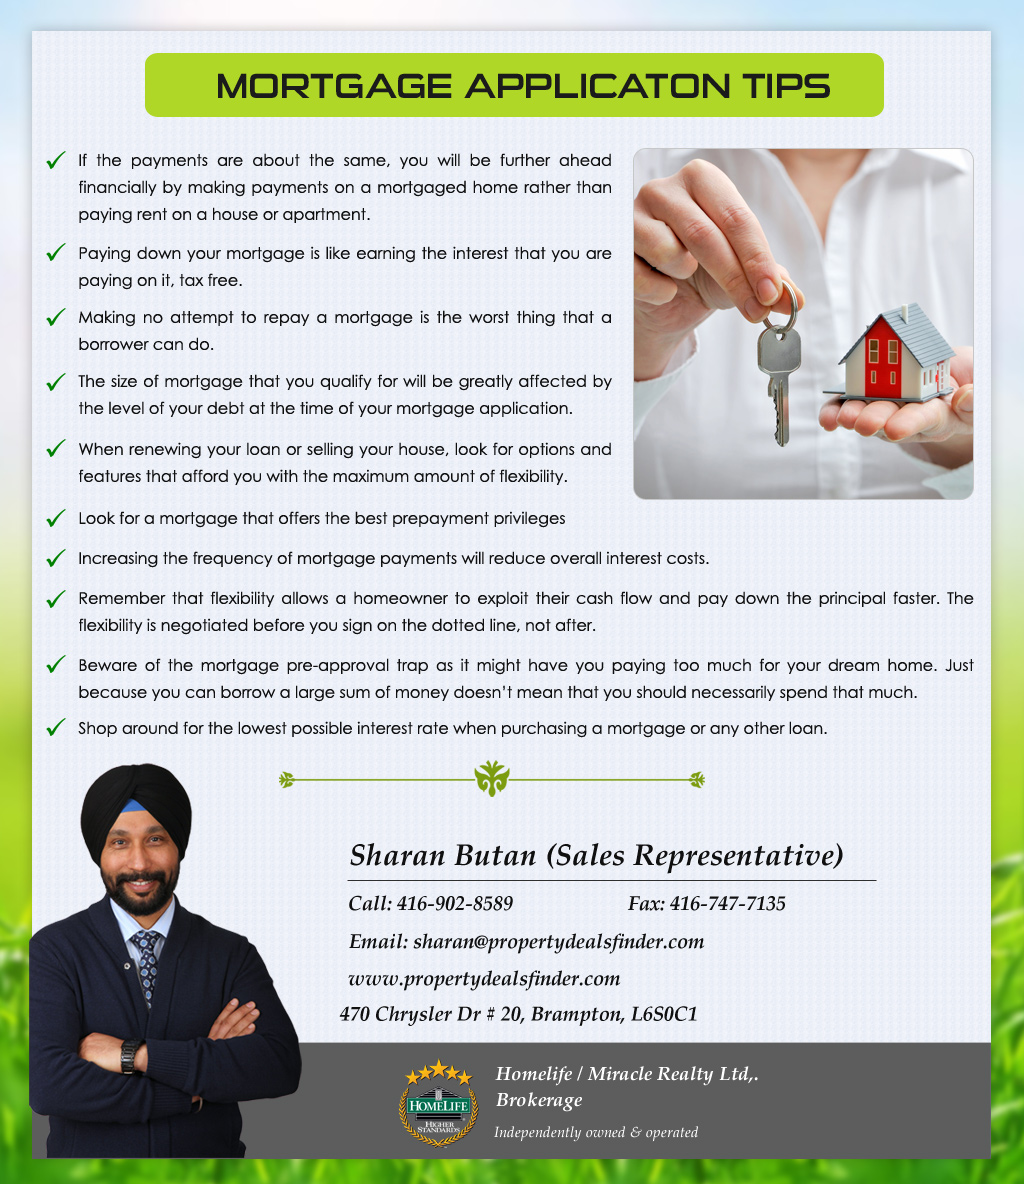 MORTGAGE APPLICATON TIPS
If the payments are about the same, you will be further ahead
financially by making payments on a mortgaged home rather than
paying rent on a house or apartment.
Paying down your mortgage is like earning the interest that you are
paying on it, tax free.
Making no attempt to repay a mortgage is the worst thing that a
borrower can do.
The size of mortgage that you qualify for will be greatly affected by
the level of your debt at the time of your mortgage application.
When renewing your loan or selling your house, look for options and
features that afford you with the maximum amount of flexibility.
Look for a mortgage that offers the best prepayment privileges
Increasing the frequency of mortgage payments will reduce overall interest costs.
Remember that flexibility allows a homeowner to exploit their cash flow and pay down the principal faster. The
flexibility is negotiated before you sign on the dotted line, not after.
Beware of the mortgage pre-approval trap as it might have you paying too much for your dream home. Just
because you can borrow a large sum of money doesn't mean that you should necessarily spend that much.
Shop around for the lowest possible interest rate when purchasing a mortgage or any other loan.
Sharan Butan (Sales Representative)
Call: 416-902-8589 Fax: 416-747-7135
Email: sharan@propertydealsfinder.com
www.propertydealsfinder.com
470 Chrysler Dr # 20, Brampton, L6S0C1
HOMELIFE
HIGHER
STANDARDS
Homelife / Miracle Realty Ltd,.
Brokerage
Independently owned & operated